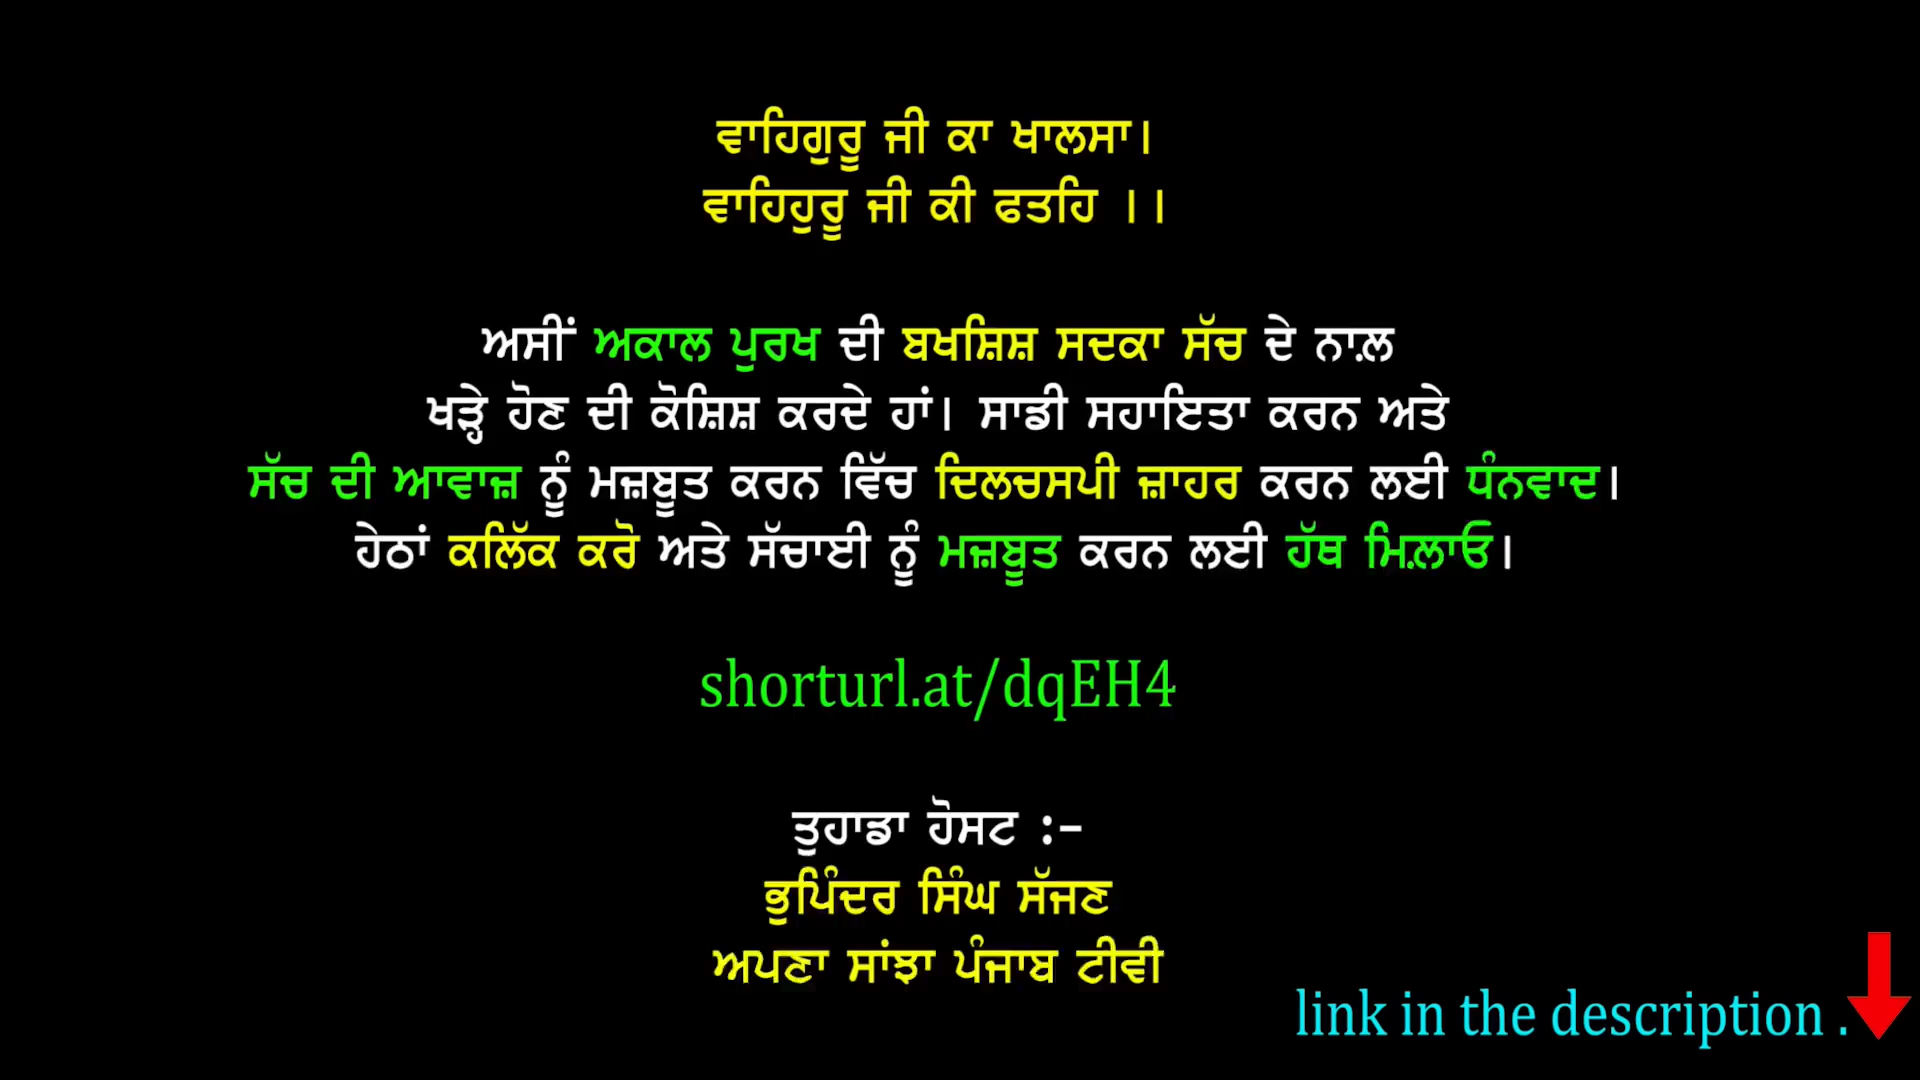 ਵਾਹਿਗੁਰੂ ਜੀ ਕਾ ਖਾਲਸਾ।
ਵਾਹਿਹੁਰੂ ਜੀ ਕੀ ਫਤਹਿ ।।
ਅਸੀਂ ਅਕਾਲ ਪੁਰਖ ਦੀ ਬਖਸ਼ਿਸ਼ ਸਦਕਾ ਸੱਚ ਦੇ ਨਾਲ਼
ਖੜ੍ਹੇ ਹੋਣ ਦੀ ਕੋਸ਼ਿਸ਼ ਕਰਦੇ ਹਾਂ। ਸਾਡੀ ਸਹਾਇਤਾ ਕਰਨ ਅਤੇ
ਸੱਚ ਦੀ ਆਵਾਜ਼ ਨੂੰ ਮਜ਼ਬੂਤ ਕਰਨ ਵਿੱਚ ਦਿਲਚਸਪੀ ਜ਼ਾਹਰ ਕਰਨ ਲਈ ਧੰਨਵਾਦ।
ਹੇਠਾਂ ਕਲਿੱਕ ਕਰੋ ਅਤੇ ਸੱਚਾਈ ਨੂੰ ਮਜ਼ਬੂਤ ਕਰਨ ਲਈ ਹੱਥ ਮਿਲ਼ਾਓ।
shorturl.at/dqEH4
ਤੁਹਾਡਾ ਹੋਸਟ :-
ਭੁਪਿੰਦਰ ਸਿੰਘ ਸੱਜਣ
ਅਪਣਾ ਸਾਂਝਾ ਪੰਜਾਬ ਟੀਵੀ
link in the description .